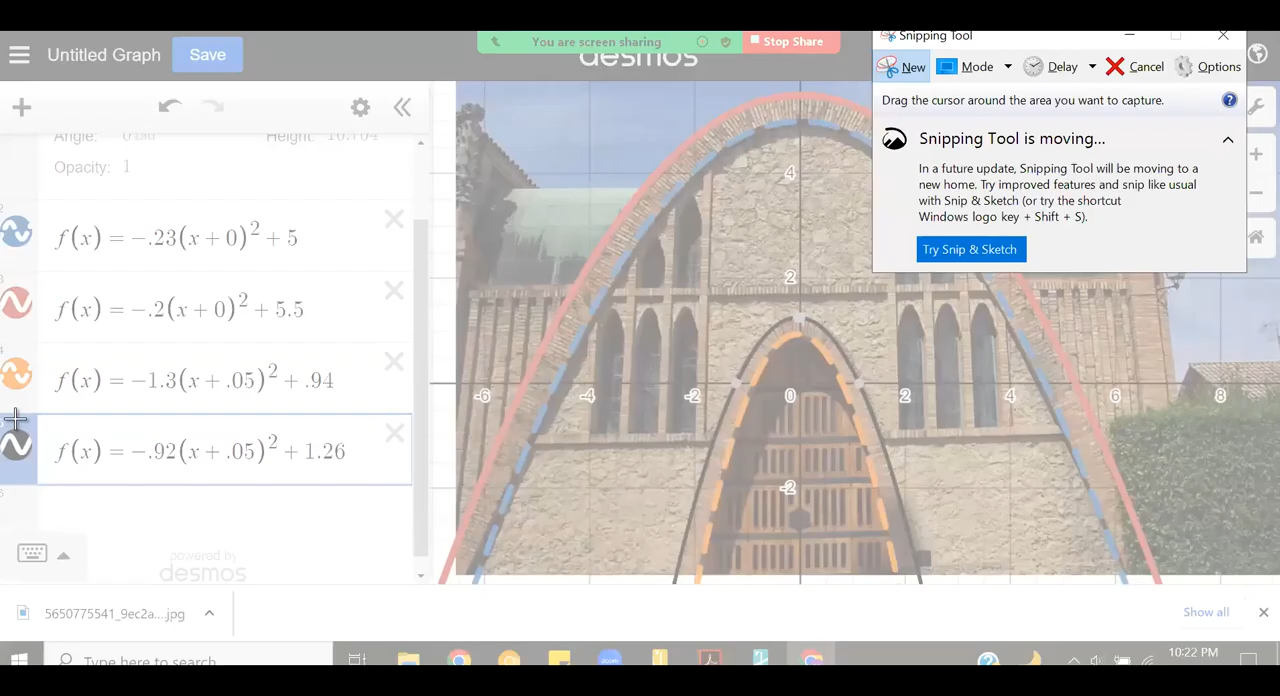 Snipping Tool
You are screen sharing
Stop Share
Untitled Graph
Save
desmos
New
Mode
Delay
Cancel
Options
Drag the cursor around the area you want to capture.
Snipping Tool is moving...
In a future update, Snipping Tool will be moving to a
new home. Try improved features and snip like usual
with Snip & Sketch (or try the shortcut
Windows logo key + Shift + S).
Try Snip & Sketch
Angle:
Height: 10.704
Opacity: 1
f(x) = −.23(x+0)² + 5
f(x) = −.2(x+0)² + 5.5
f(x) = −1.3(x+.05)² + .94
f(x) = −.92(x+.05)² + 1.26
4
2
-6 -4 -2 0 2 4 6 8
-2
powered by
desmos
5650775541_9ec2a....jpg
Show all
Type here to search
zoom
10:22 PM